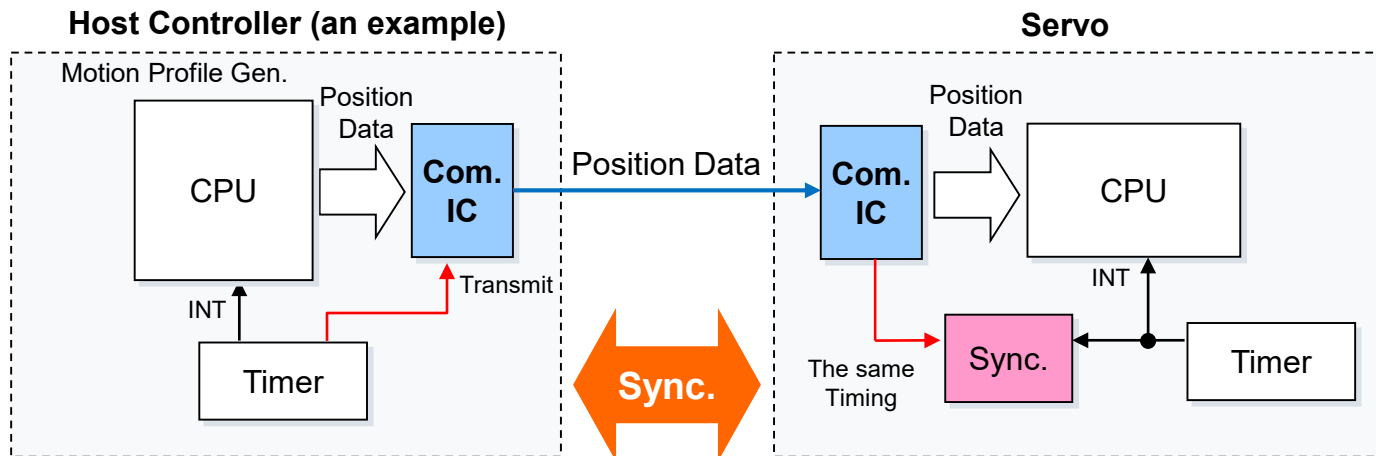 Host Controller (an example)
Motion Profile Gen.
CPU
Position
Data
Com.
IC
Transmit
INT
Timer
Position Data
Sync.
Servo
Com.
IC
Position
Data
CPU
INT
The same
Timing
Sync.
Timer